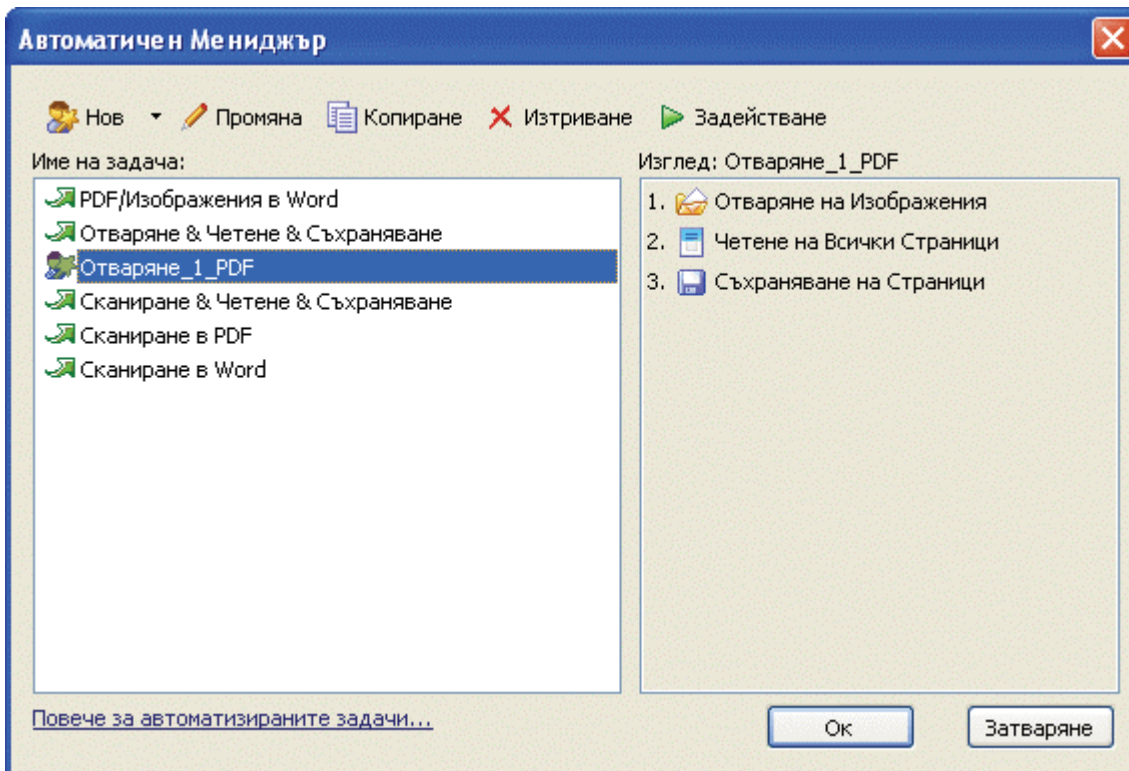 Автоматичен Мениджър
Нов Промяна Копиране Изтриване Задействане
Име на задача:
PDF/Изображения в Word
Отваряне & Четене & Съхраняване
Отваряне_1_PDF
Сканиране & Четене & Съхраняване
Сканиране в PDF
Сканиране в Word
Изглед: Отваряне_1_PDF
1. Отваряне на Изображения
2. Четене на Всички Страници
3. Съхраняване на Страници
Повече за автоматизираните задачи...
Ок Затваряне